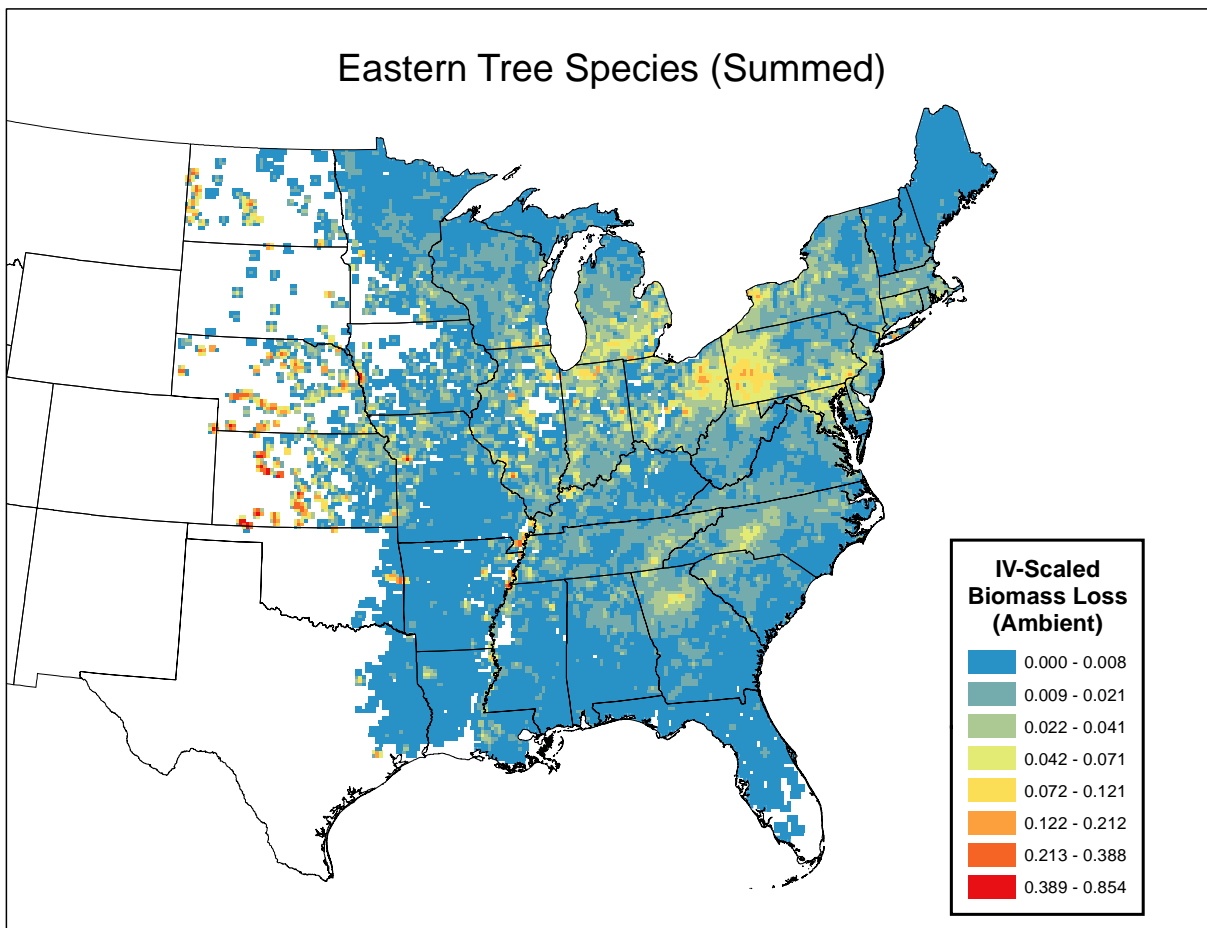 Eastern Tree Species (Summed)
IV-Scaled
Biomass Loss
(Ambient)
0.000 - 0.008
0.009 - 0.021
0.022 - 0.041
0.042 - 0.071
0.072 - 0.121
0.122 - 0.212
0.213 - 0.388
0.389 - 0.854